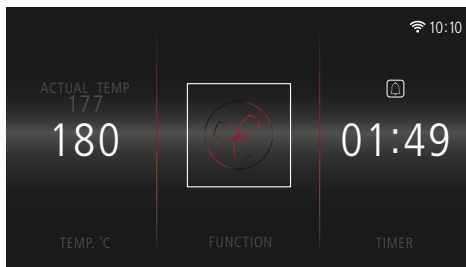 10:10
ACTUAL TEMP
177
180
01:49
TEMP. °C
FUNCTION
TIMER